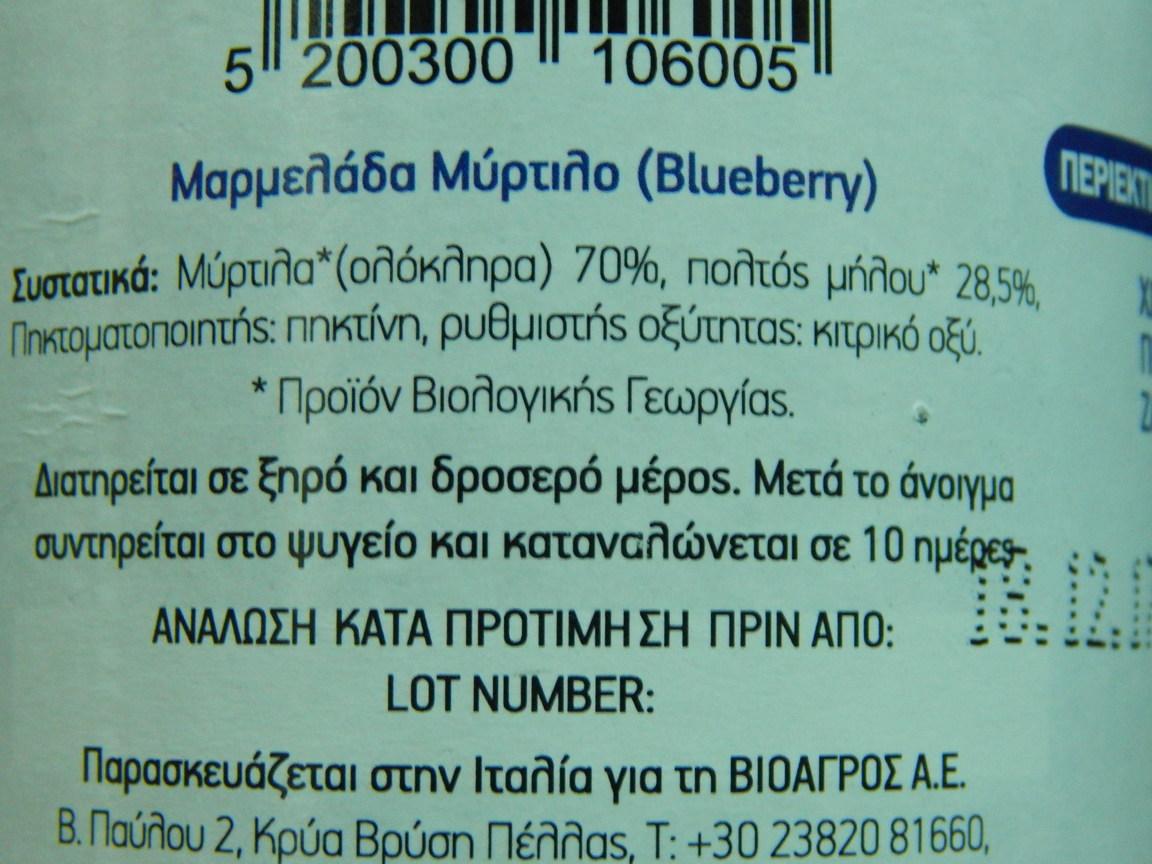 5 200300 106005
Μαρμελάδα Μύρτιλο (Blueberry)
Συστατικά: Μύρτιλα*(ολόκληρα) 70%, πολτός μήλου* 28,5%,
Πηκτοματοποιητής: πηκτίνη, ρυθμιστής οξύτητας: κιτρικό οξύ.
* Προϊόν Βιολογικής Γεωργίας.
Διατηρείται σε ξηρό και δροσερό μέρος. Μετά το άνοιγμα
συντηρείται στο ψυγείο και καταναλώνεται σε 10 ημέρες
ΑΝΑΛΩΣΗ ΚΑΤΑ ΠΡΟΤΙΜΗΣΗ ΠΡΙΝ ΑΠΟ:
LOT NUMBER:
Παρασκευάζεται στην Ιταλία για τη ΒΙΟΑΓΡΟΣ Α.Ε.
Β. Παύλου 2, Κρύα Βρύση Πέλλας, Τ: +30 23820 81660,